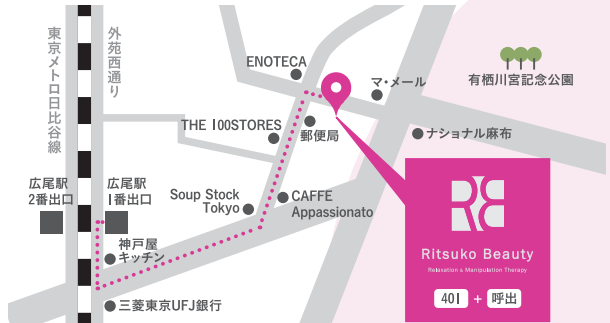 東京メトロ日比谷線
外苑西通り
ENOTECA
マ・メール
有栖川宮記念公園
THE 100STORES
郵便局
ナショナル麻布
広尾駅
2番出口
広尾駅
1番出口
Soup Stock
Tokyo
CAFFE
Appassionato
神戸屋
キッチン
三菱東京UFJ銀行
Ritsuko Beauty
Relaxation & Manipulation Therapy
401 + 呼出